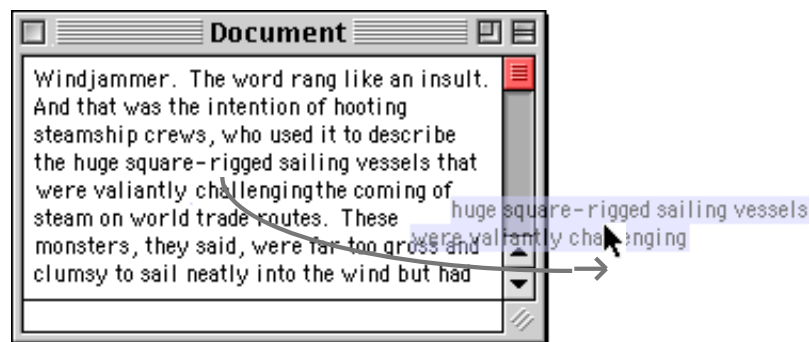 Document
Windjammer. The word rang like an insult.
And that was the intention of hooting
steamship crews, who used it to describe
the huge square-rigged sailing vessels that
were valiantly challengingthe coming of
steam on world trade routes. These
monsters, they said, were far too gross and
clumsy to sail neatly into the wind but had
huge square-rigged sailing vessels
were valiantly challenging